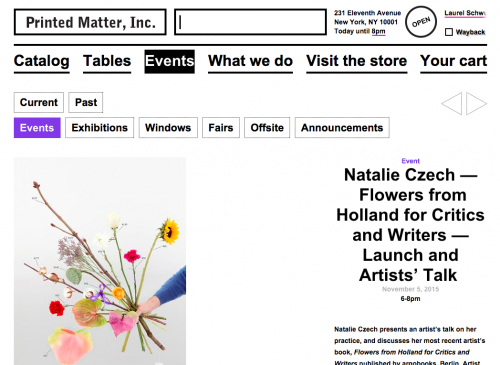 Printed Matter, Inc.
231 Eleventh Avenue
New York, NY 10001
Today until 8pm
OPEN
Laurel Schw
Wayback
Catalog Tables Events What we do Visit the store Your cart
Current Past
Events Exhibitions Windows Fairs Offsite Announcements
Event
Natalie Czech —
Flowers from
Holland for Critics
and Writers —
Launch and
Artists’ Talk
November 5, 2015
6-8pm
Natalie Czech presents an artist’s talk on her
practice, and discusses her most recent artist’s
book, Flowers from Holland for Critics and
Writers published by argobooks, Berlin. Artist